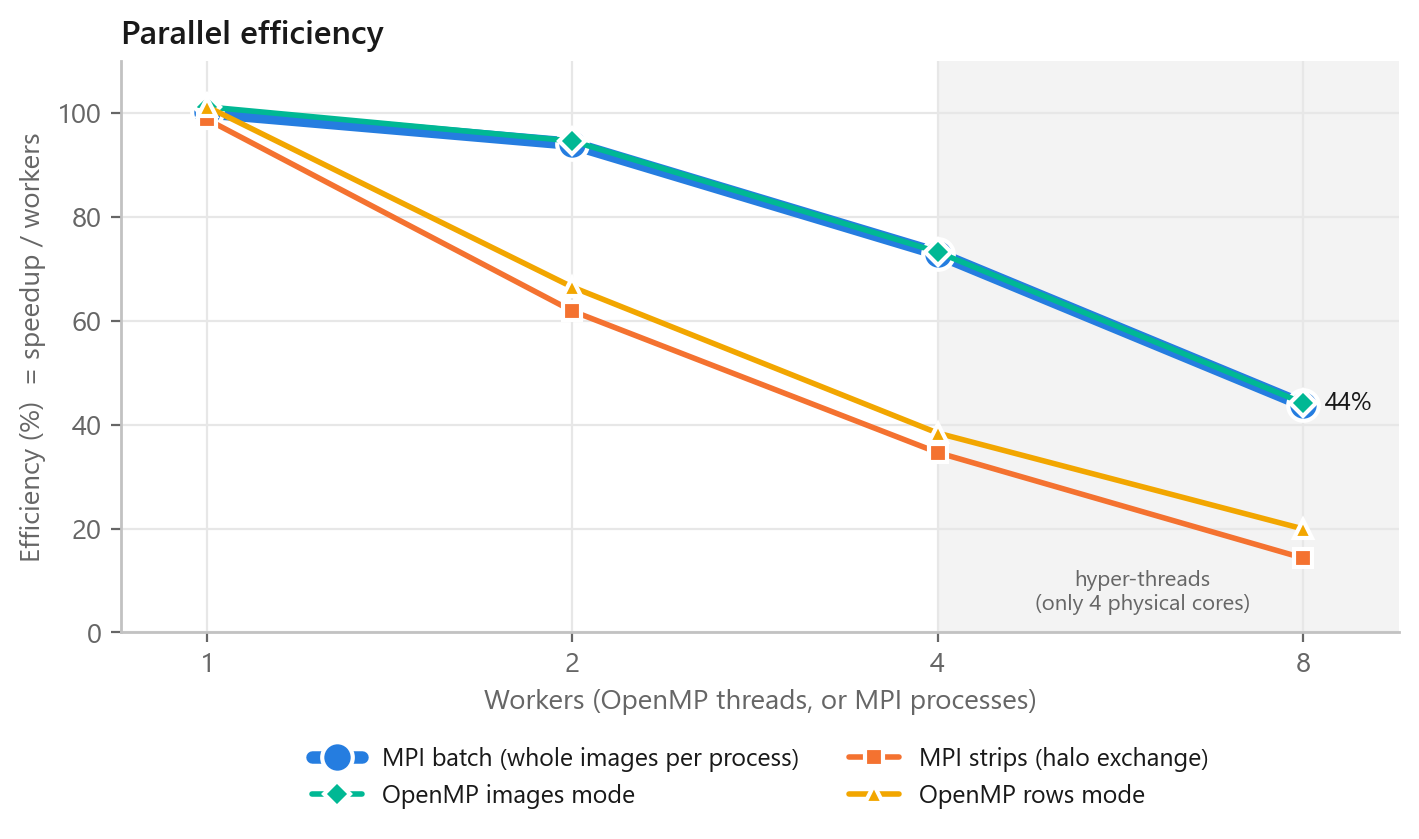 Parallel efficiency
Efficiency (%) = speedup / workers
100
80
60
40
20
0
44%
hyper-threads
(only 4 physical cores)
1 2 4 8
Workers (OpenMP threads, or MPI processes)
MPI batch (whole images per process) MPI strips (halo exchange)
OpenMP images mode OpenMP rows mode